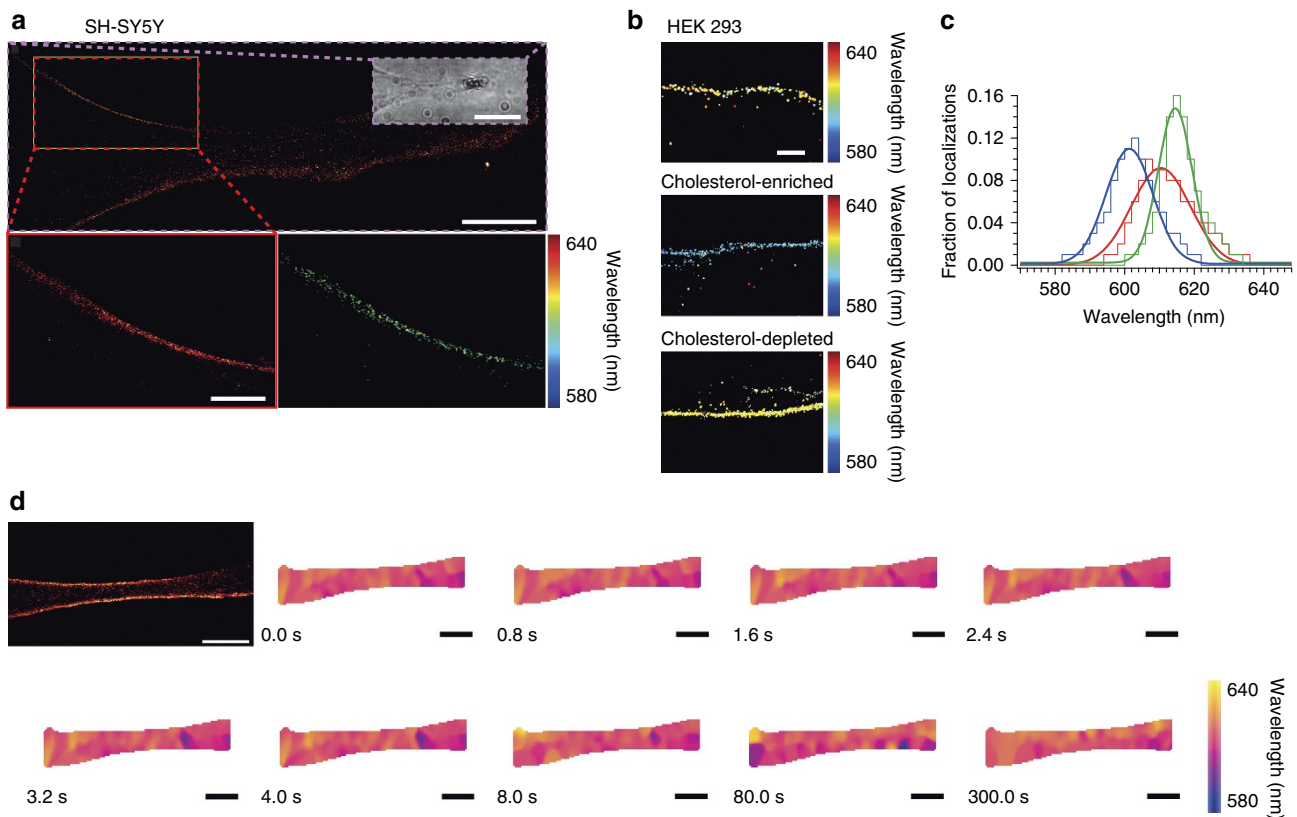 a
SH-SY5Y
640
Wavelength (nm)
580
b
HEK 293
640
Wavelength (nm)
580
Cholesterol-enriched
640
Wavelength (nm)
580
Cholesterol-depleted
640
Wavelength (nm)
580
c
Fraction of localizations
0.16
0.12
0.08
0.04
0.00
580 600 620 640
Wavelength (nm)
d
0.0 s
0.8 s
1.6 s
2.4 s
3.2 s
4.0 s
8.0 s
80.0 s
300.0 s
640
Wavelength (nm)
580